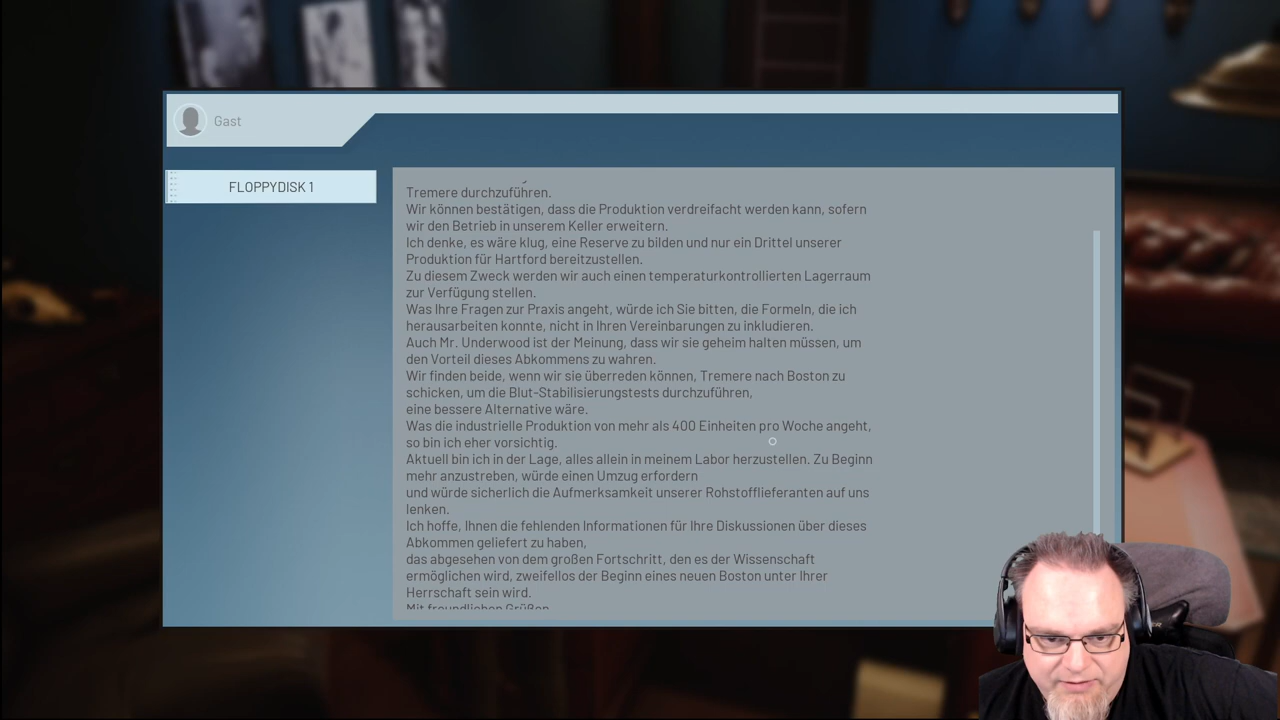 Gast
FLOPPYDISK 1
Tremere durchzuführen.
Wir können bestätigen, dass die Produktion verdreifacht werden kann, sofern
wir den Betrieb in unserem Keller erweitern.
Ich denke, es wäre klug, eine Reserve zu bilden und nur ein Drittel unserer
Produktion für Hartford bereitzustellen.
Zu diesem Zweck werden wir auch einen temperaturkontrollierten Lagerraum
zur Verfügung stellen.
Was Ihre Fragen zur Praxis angeht, würde ich Sie bitten, die Formeln, die ich
herausarbeiten konnte, nicht in Ihren Vereinbarungen zu inkludieren.
Auch Mr. Underwood ist der Meinung, dass wir sie geheim halten müssen, um
den Vorteil dieses Abkommens zu wahren.
Wir finden beide, wenn wir sie überreden können, Tremere nach Boston zu
schicken, um die Blut-Stabilisierungstests durchzuführen,
eine bessere Alternative wäre.
Was die industrielle Produktion von mehr als 400 Einheiten pro Woche angeht,
so bin ich eher vorsichtig.
Aktuell bin ich in der Lage, alles allein in meinem Labor herzustellen. Zu Beginn
mehr anzustreben, würde einen Umzug erfordern
und würde sicherlich die Aufmerksamkeit unserer Rohstofflieferanten auf uns
lenken.
Ich hoffe, Ihnen die fehlenden Informationen für Ihre Diskussionen über dieses
Abkommen geliefert zu haben,
das abgesehen von dem großen Fortschritt, den es der Wissenschaft
ermöglichen wird, zweifellos der Beginn eines neuen Boston unter Ihrer
Herrschaft sein wird.
Mit freundlichen Grüßen